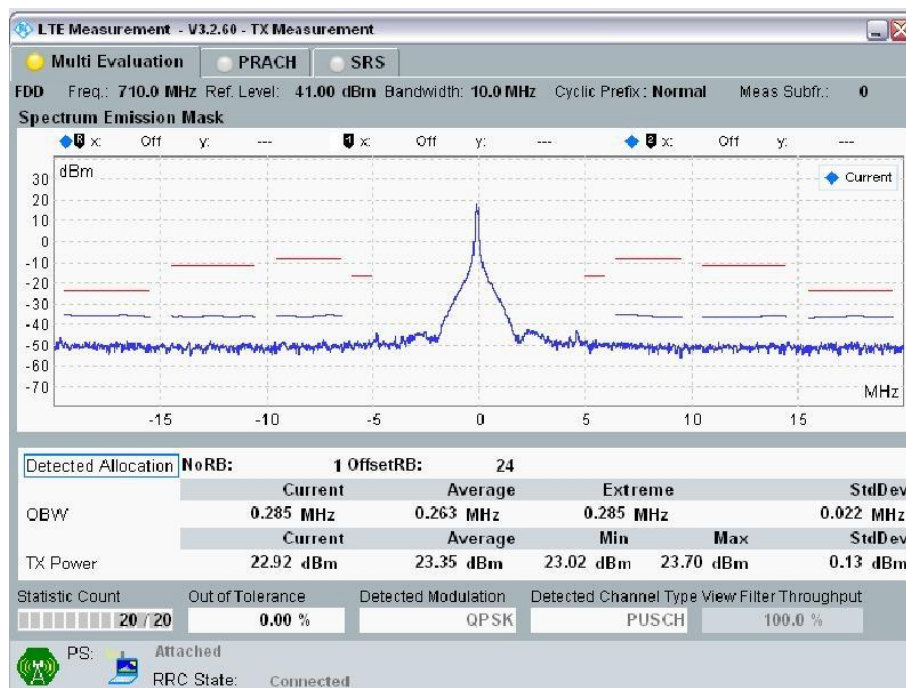 LTE Measurement - V3.2.60 - TX Measurement
Multi Evaluation PRACH SRS
FDD Freq.: 710.0 MHz Ref. Level: 41.00 dBm Bandwidth: 10.0 MHz Cyclic Prefix: Normal Meas Subfr.: 0
Spectrum Emission Mask
R x: Off y: --- 1 x: Off y: --- 2 x: Off y: ---
dBm
Current
30
20
10
0
-10
-20
-30
-40
-50
-60
-70
MHz
-15 -10 -5 0 5 10 15
Detected Allocation NoRB: 1 OffsetRB: 24
Current Average Extreme StdDev
OBW 0.285 MHz 0.263 MHz 0.285 MHz 0.022 MHz
Current Average Min Max StdDev
TX Power 22.92 dBm 23.35 dBm 23.02 dBm 23.70 dBm 0.13 dBm
Statistic Count Out of Tolerance Detected Modulation Detected Channel Type View Filter Throughput
20 / 20 0.00 % QPSK PUSCH 100.0 %
PS: Attached
RRC State: Connected